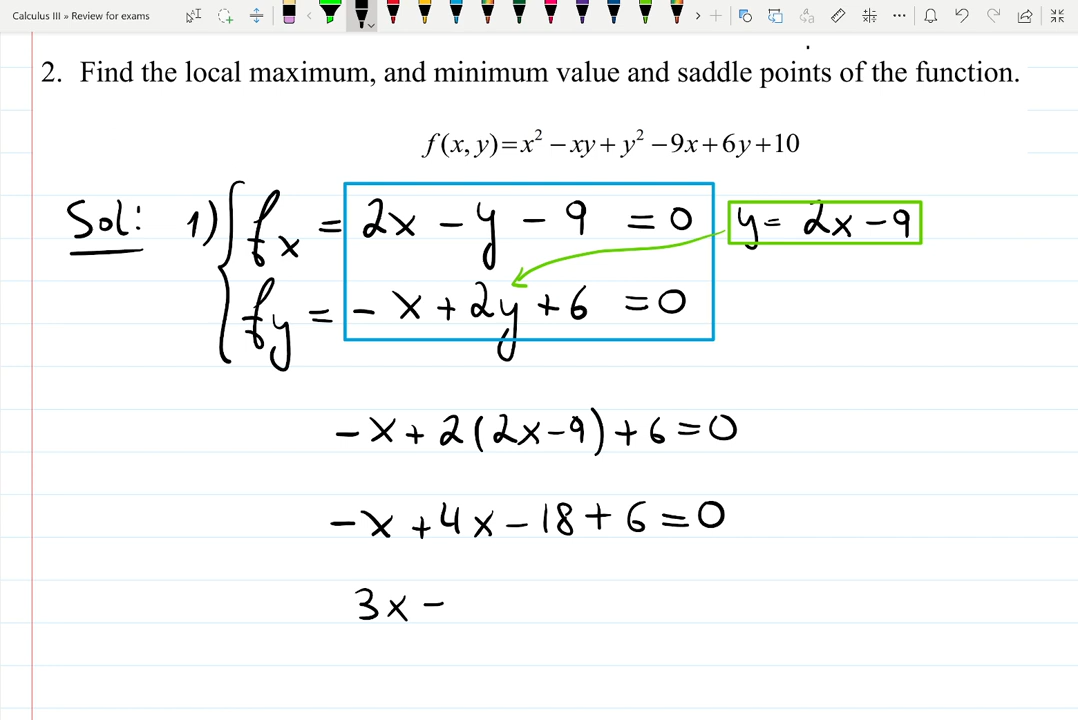 Calculus III » Review for exams
2. Find the local maximum, and minimum value and saddle points of the function.
f(x, y)=x² −xy+y² −9x+6y+10
Sol: 1) { fx = 2x − y − 9 = 0 y = 2x − 9
fy = − x + 2y + 6 = 0
−x + 2(2x−9) + 6 = 0
−x + 4x − 18 + 6 = 0
3x −